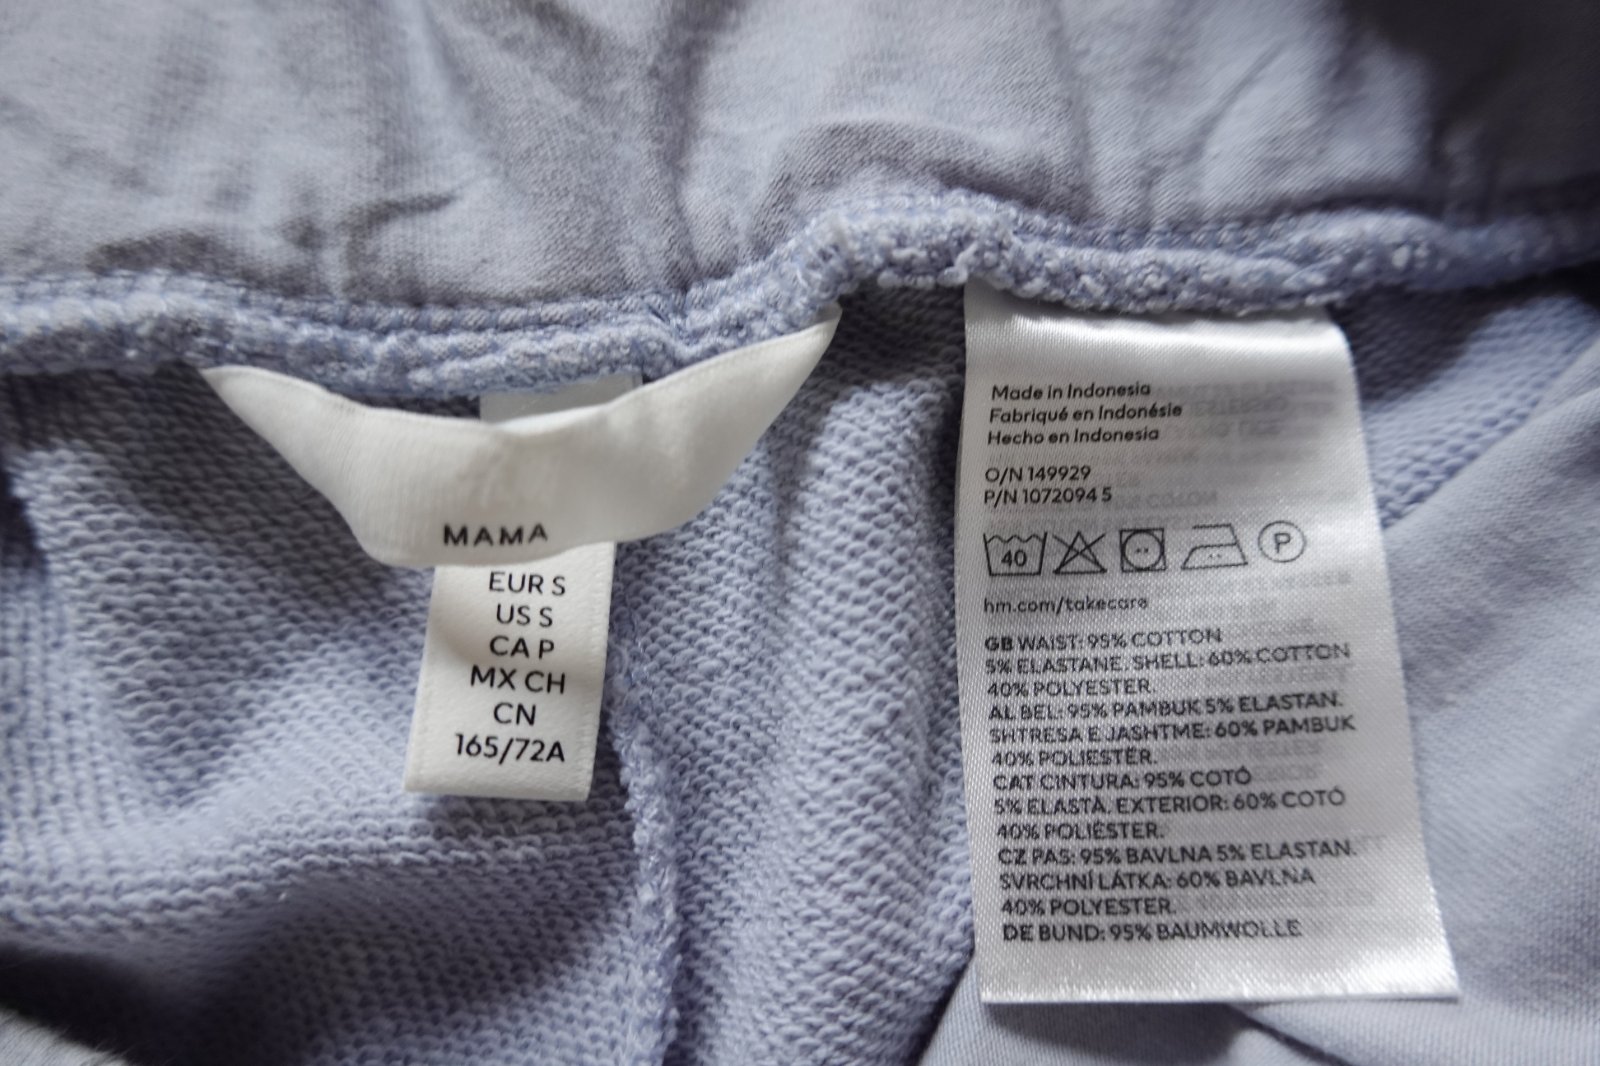 MAMA
EUR S
US S
CA P
MX CH
CN
165/72A
Made in Indonesia
Fabriqué en Indonésie
Hecho en Indonesia
O/N 149929
P/N 1072094 5
40
P
hm.com/takecare
GB WAIST: 95% COTTON
5% ELASTANE. SHELL: 60% COTTON
40% POLYESTER.
AL BEL: 95% PAMBUK 5% ELASTAN.
SHTRESA E JASHTME: 60% PAMBUK
40% POLIESTËR.
CAT CINTURA: 95% COTÓ
5% ELASTÀ. EXTERIOR: 60% COTÓ
40% POLIÈSTER.
CZ PAS: 95% BAVLNA 5% ELASTAN.
SVRCHNÍ LÁTKA: 60% BAVLNA
40% POLYESTER.
DE BUND: 95% BAUMWOLLE